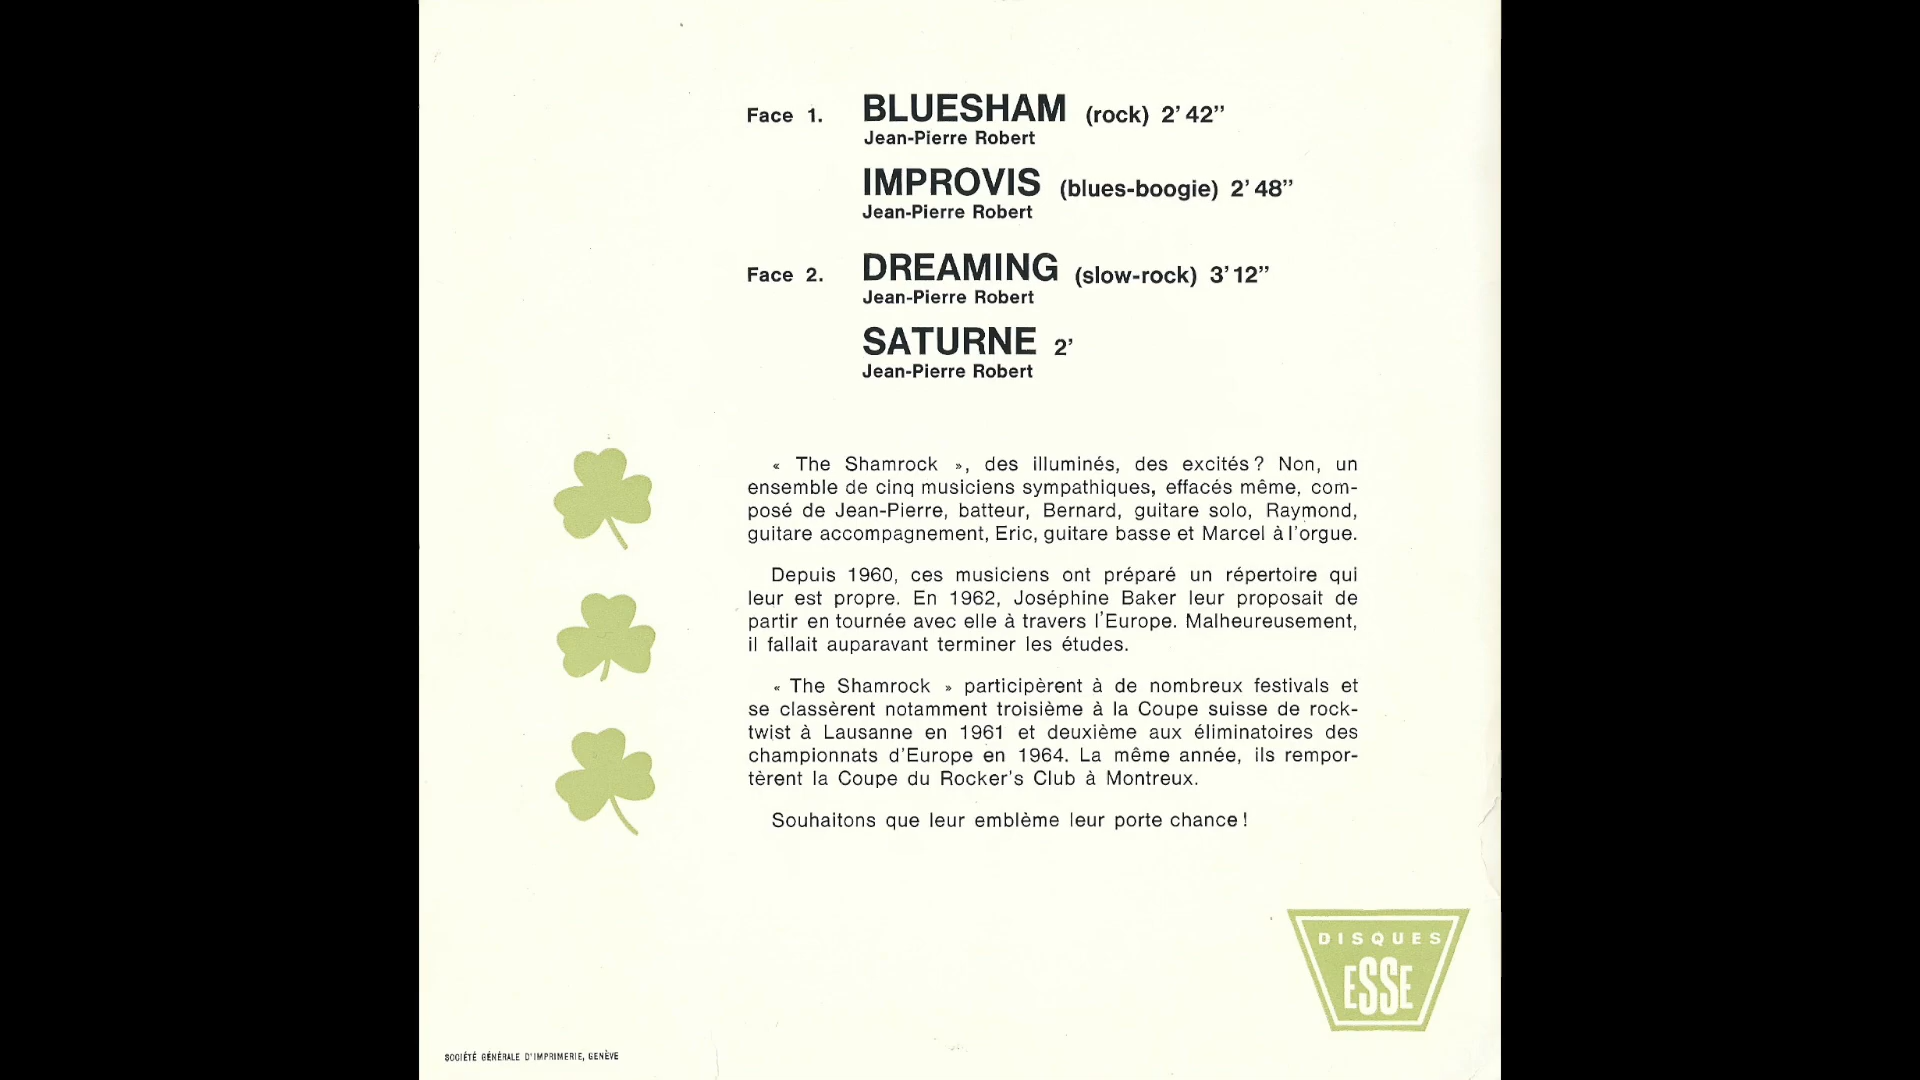 Face 1. BLUESHAM (rock) 2’ 42”
Jean-Pierre Robert
IMPROVIS (blues-boogie) 2’ 48”
Jean-Pierre Robert
Face 2. DREAMING (slow-rock) 3’ 12”
Jean-Pierre Robert
SATURNE 2’
Jean-Pierre Robert
« The Shamrock », des illuminés, des excités ? Non, un
ensemble de cinq musiciens sympathiques, effacés même, com-
posé de Jean-Pierre, batteur, Bernard, guitare solo, Raymond,
guitare accompagnement, Eric, guitare basse et Marcel à l’orgue.
Depuis 1960, ces musiciens ont préparé un répertoire qui
leur est propre. En 1962, Joséphine Baker leur proposait de
partir en tournée avec elle à travers l’Europe. Malheureusement,
il fallait auparavant terminer les études.
« The Shamrock » participèrent à de nombreux festivals et
se classèrent notamment troisième à la Coupe suisse de rock-
twist à Lausanne en 1961 et deuxième aux éliminatoires des
championnats d’Europe en 1964. La même année, ils rempor-
tèrent la Coupe du Rocker’s Club à Montreux.
Souhaitons que leur emblème leur porte chance !
DISQUES
ESSE
SOCIÉTÉ GÉNÉRALE D’IMPRIMERIE, GENÈVE